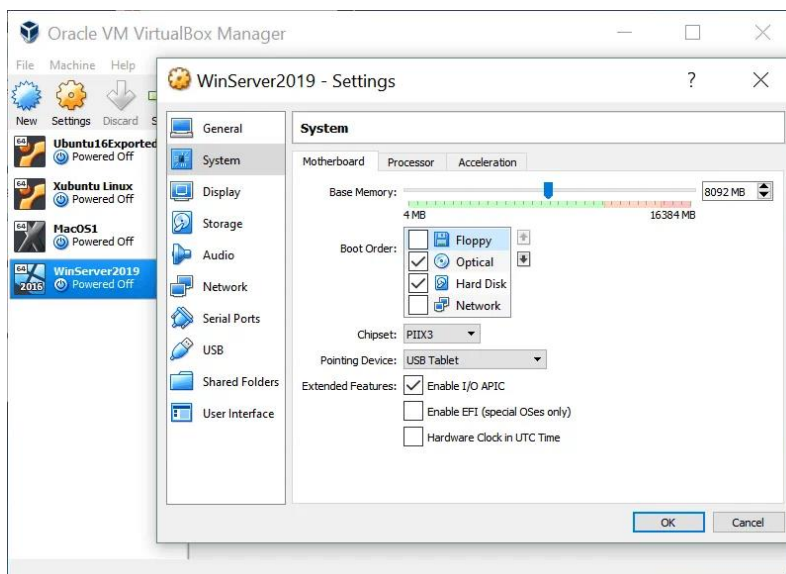 Oracle VM VirtualBox Manager
File Machine Help
New Settings Discard S
64 Ubuntu16Exported
Powered Off
64 Xubuntu Linux
Powered Off
64 MacOS1
Powered Off
64 2016 WinServer2019
Powered Off
WinServer2019 - Settings ?
General
System
Display
Storage
Audio
Network
Serial Ports
USB
Shared Folders
User Interface
System
Motherboard Processor Acceleration
Base Memory: 8092 MB
4 MB 16384 MB
Boot Order: Floppy
Optical
Hard Disk
Network
Chipset: PIIX3
Pointing Device: USB Tablet
Extended Features: Enable I/O APIC
Enable EFI (special OSes only)
Hardware Clock in UTC Time
OK Cancel